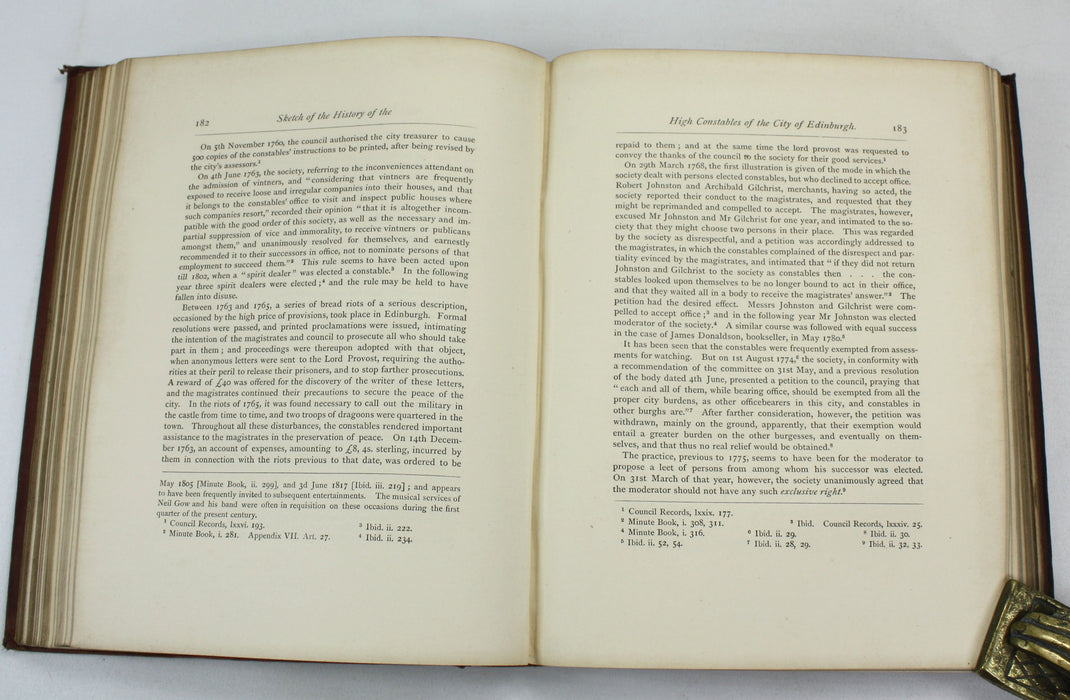 182
Sketch of the History of the
On 5th November 1760, the council authorised the city treasurer to cause
500 copies of the constables' instructions to be printed, after being revised by
the city's assessors.¹
On 4th June 1763, the society, referring to the inconveniences attendant on
the admission of vintners, and "considering that vintners are frequently
exposed to receive loose and irregular companies into their houses, and that
it belongs to the constables' office to visit and inspect public houses where
such companies resort," recorded their opinion "that it is altogether incom-
patible with the good order of this society, as well as the necessary and im-
partial suppression of vice and immorality, to receive vintners or publicans
amongst them," and unanimously resolved for themselves, and earnestly
recommended it to their successors in office, not to nominate persons of that
employment to succeed them."² This rule seems to have been acted upon
till 1802, when a "spirit dealer" was elected a constable.³ In the following
year three spirit dealers were elected;⁴ and the rule may be held to have
fallen into disuse.
Between 1763 and 1765, a series of bread riots of a serious description,
occasioned by the high price of provisions, took place in Edinburgh. Formal
resolutions were passed, and printed proclamations were issued, intimating
the intention of the magistrates and council to prosecute all who should take
part in them; and proceedings were thereupon adopted with that object,
when anonymous letters were sent to the Lord Provost, requiring the autho-
rities at their peril to release their prisoners, and to stop farther prosecutions.
A reward of £40 was offered for the discovery of the writer of these letters,
and the magistrates continued their precautions to secure the peace of the
city. In the riots of 1765, it was found necessary to call out the military in
the castle from time to time, and two troops of dragoons were quartered in the
town. Throughout all these disturbances, the constables rendered important
assistance to the magistrates in the preservation of peace. On 14th Decem-
ber 1763, an account of expenses, amounting to £8, 4s. sterling, incurred by
them in connection with the riots previous to that date, was ordered to be
May 1805 [Minute Book, ii. 299], and 3d June 1817 [Ibid. iii. 219]; and appears
to have been frequently invited to subsequent entertainments. The musical services of
Neil Gow and his band were often in requisition on these occasions during the first
quarter of the present century.
¹ Council Records, lxxvi. 193. ³ Ibid. ii. 222.
² Minute Book, i. 281. Appendix VII. Art. 27. ⁴ Ibid. ii. 234.
High Constables of the City of Edinburgh.
183
repaid to them; and at the same time the lord provost was requested to
convey the thanks of the council to the society for their good services.¹
On 29th March 1768, the first illustration is given of the mode in which the
society dealt with persons elected constables, but who declined to accept office.
Robert Johnston and Archibald Gilchrist, merchants, having so acted, the
society reported their conduct to the magistrates, and requested that they
might be reprimanded and compelled to accept. The magistrates, however,
excused Mr Johnston and Mr Gilchrist for one year, and intimated to the so-
ciety that they might choose two persons in their place. This was regarded
by the society as disrespectful, and a petition was accordingly addressed to
the magistrates, in which the constables complained of the disrespect and par-
tiality evinced by the magistrates, and intimated that "if they did not return
Johnston and Gilchrist to the society as constables then . . . the con-
stables looked upon themselves to be no longer bound to act in their office,
and that they waited all in a body to receive the magistrates' answer."² The
petition had the desired effect. Messrs Johnston and Gilchrist were com-
pelled to accept office;³ and in the following year Mr Johnston was elected
moderator of the society.⁴ A similar course was followed with equal success
in the case of James Donaldson, bookseller, in May 1780.⁵
It has been seen that the constables were frequently exempted from assess-
ments for watching. But on 1st August 1774,⁶ the society, in conformity with
a recommendation of the committee on 31st May, and a previous resolution
of the body dated 4th June, presented a petition to the council, praying that
"each and all of them, while bearing office, should be exempted from all the
proper city burdens, as other officebearers in this city, and constables in
other burghs are."⁷ After farther consideration, however, the petition was
withdrawn, mainly on the ground, apparently, that their exemption would
entail a greater burden on the other burgesses, and eventually on them-
selves, and that thus no real relief would be obtained.⁸
The practice, previous to 1775, seems to have been for the moderator to
propose a leet of persons from among whom his successor was elected.
On 31st August of that year, however, the society unanimously agreed that
the moderator should not have any such exclusive right.⁹
¹ Council Records, lxxix. 177.
² Minute Book, i. 308, 311. ³ Ibid. Council Records, lxxxiv. 25.
⁴ Minute Book, i. 316. ⁶ Ibid. ii. 29. ⁸ Ibid. ii. 30.
⁵ Ibid. ii. 52, 54. ⁷ Ibid. ii. 28, 29. ⁹ Ibid. ii. 32, 33.